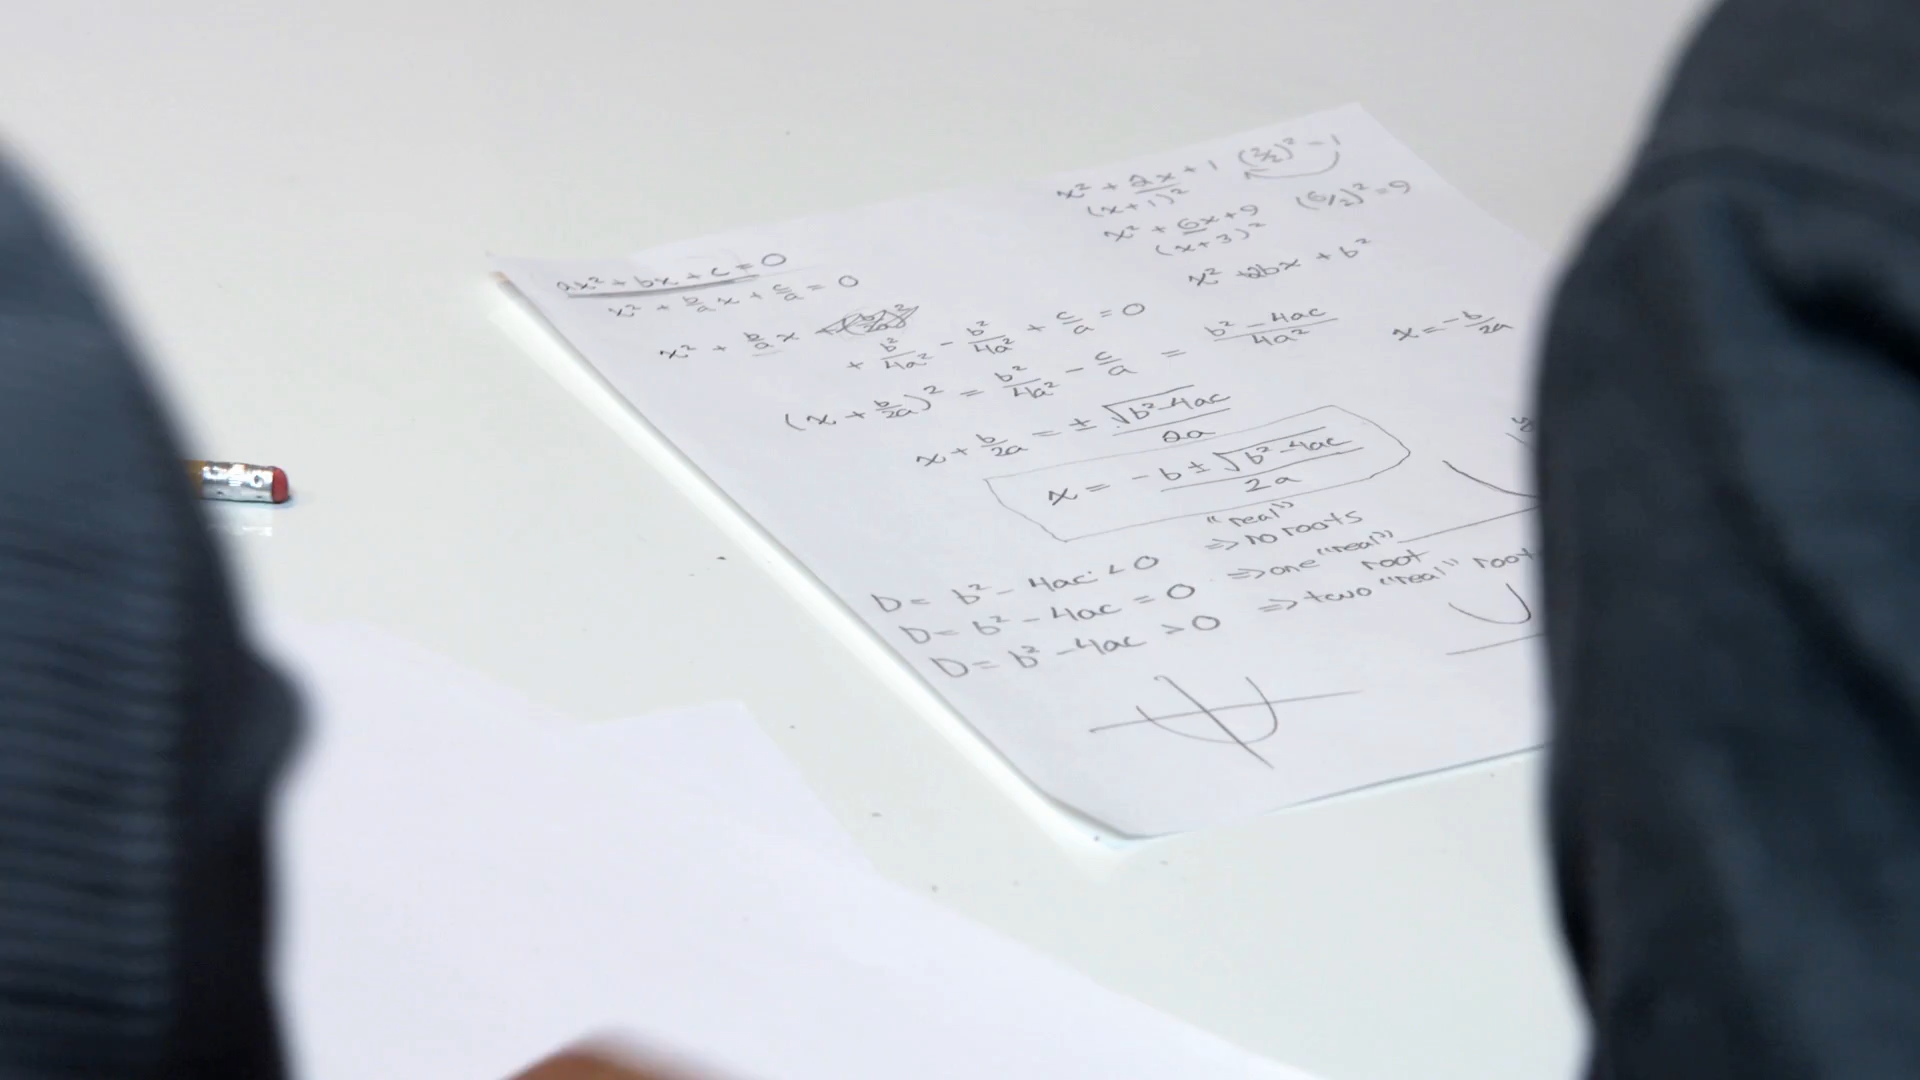 x² + 2x + 1 (2/2)² = 1
(x+1)²
x² + 6x + 9 (6/2)² = 9
(x+3)²
x² + 2bx + b²
ax² + bx + c = 0
x² + b/a x + c/a = 0
x² + b/a x + b²/4a² - b²/4a² + c/a = 0
(x + b/2a)² = b²/4a² - c/a = b² - 4ac/4a²
x = -b/2a
x + b/2a = ± √b²-4ac/2a
x = -b ± √b²-4ac/2a
D = b² - 4ac < 0 => no "real" roots
D = b² - 4ac = 0 => one "real" root
D = b² - 4ac > 0 => two "real" root